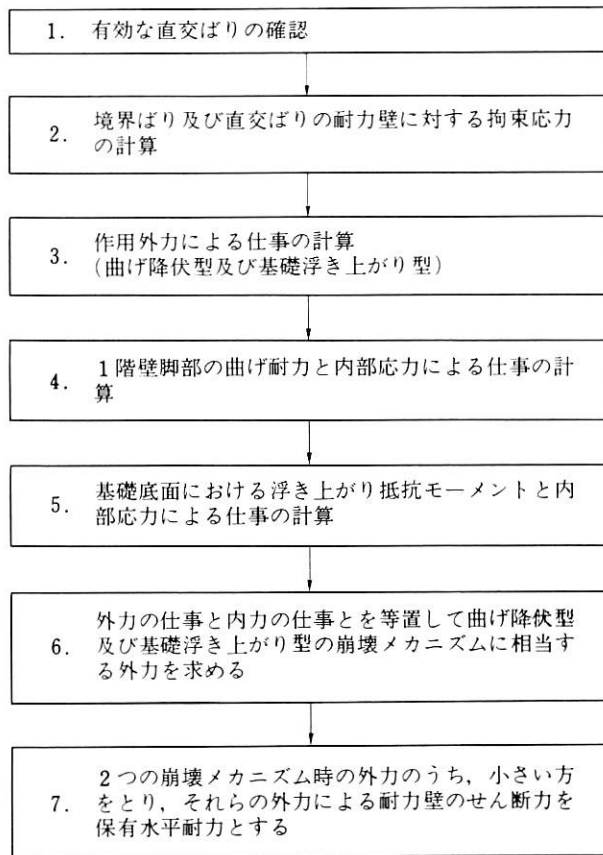 1. 有効な直交ばりの確認
2. 境界ばり及び直交ばりの耐力壁に対する拘束応力
の計算
3. 作用外力による仕事の計算
(曲げ降伏型及び基礎浮き上がり型)
4. 1階壁脚部の曲げ耐力と内部応力による仕事の計
算
5. 基礎底面における浮き上がり抵抗モーメントと内
部応力による仕事の計算
6. 外力の仕事と内力の仕事とを等置して曲げ降伏型
及び基礎浮き上がり型の崩壊メカニズムに相当す
る外力を求める
7. 2つの崩壊メカニズム時の外力のうち，小さい方
をとり，それらの外力による耐力壁のせん断力を
保有水平耐力とする